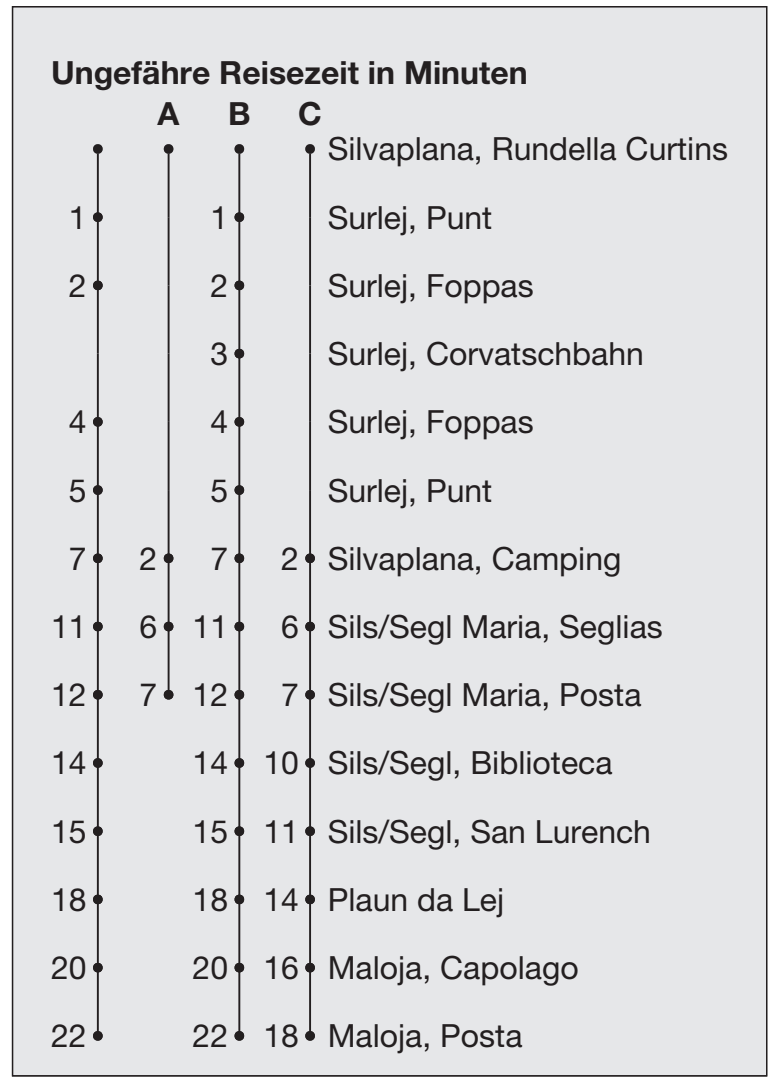 Ungefähre Reisezeit in Minuten
A B C
Silvaplana, Rundella Curtins
1 1 Surlej, Punt
2 2 Surlej, Foppas
3 Surlej, Corvatschbahn
4 4 Surlej, Foppas
5 5 Surlej, Punt
7 2 7 2 Silvaplana, Camping
11 6 11 6 Sils/Segl Maria, Seglias
12 7 12 7 Sils/Segl Maria, Posta
14 14 10 Sils/Segl, Biblioteca
15 15 11 Sils/Segl, San Lurench
18 18 14 Plaun da Lej
20 20 16 Maloja, Capolago
22 22 18 Maloja, Posta